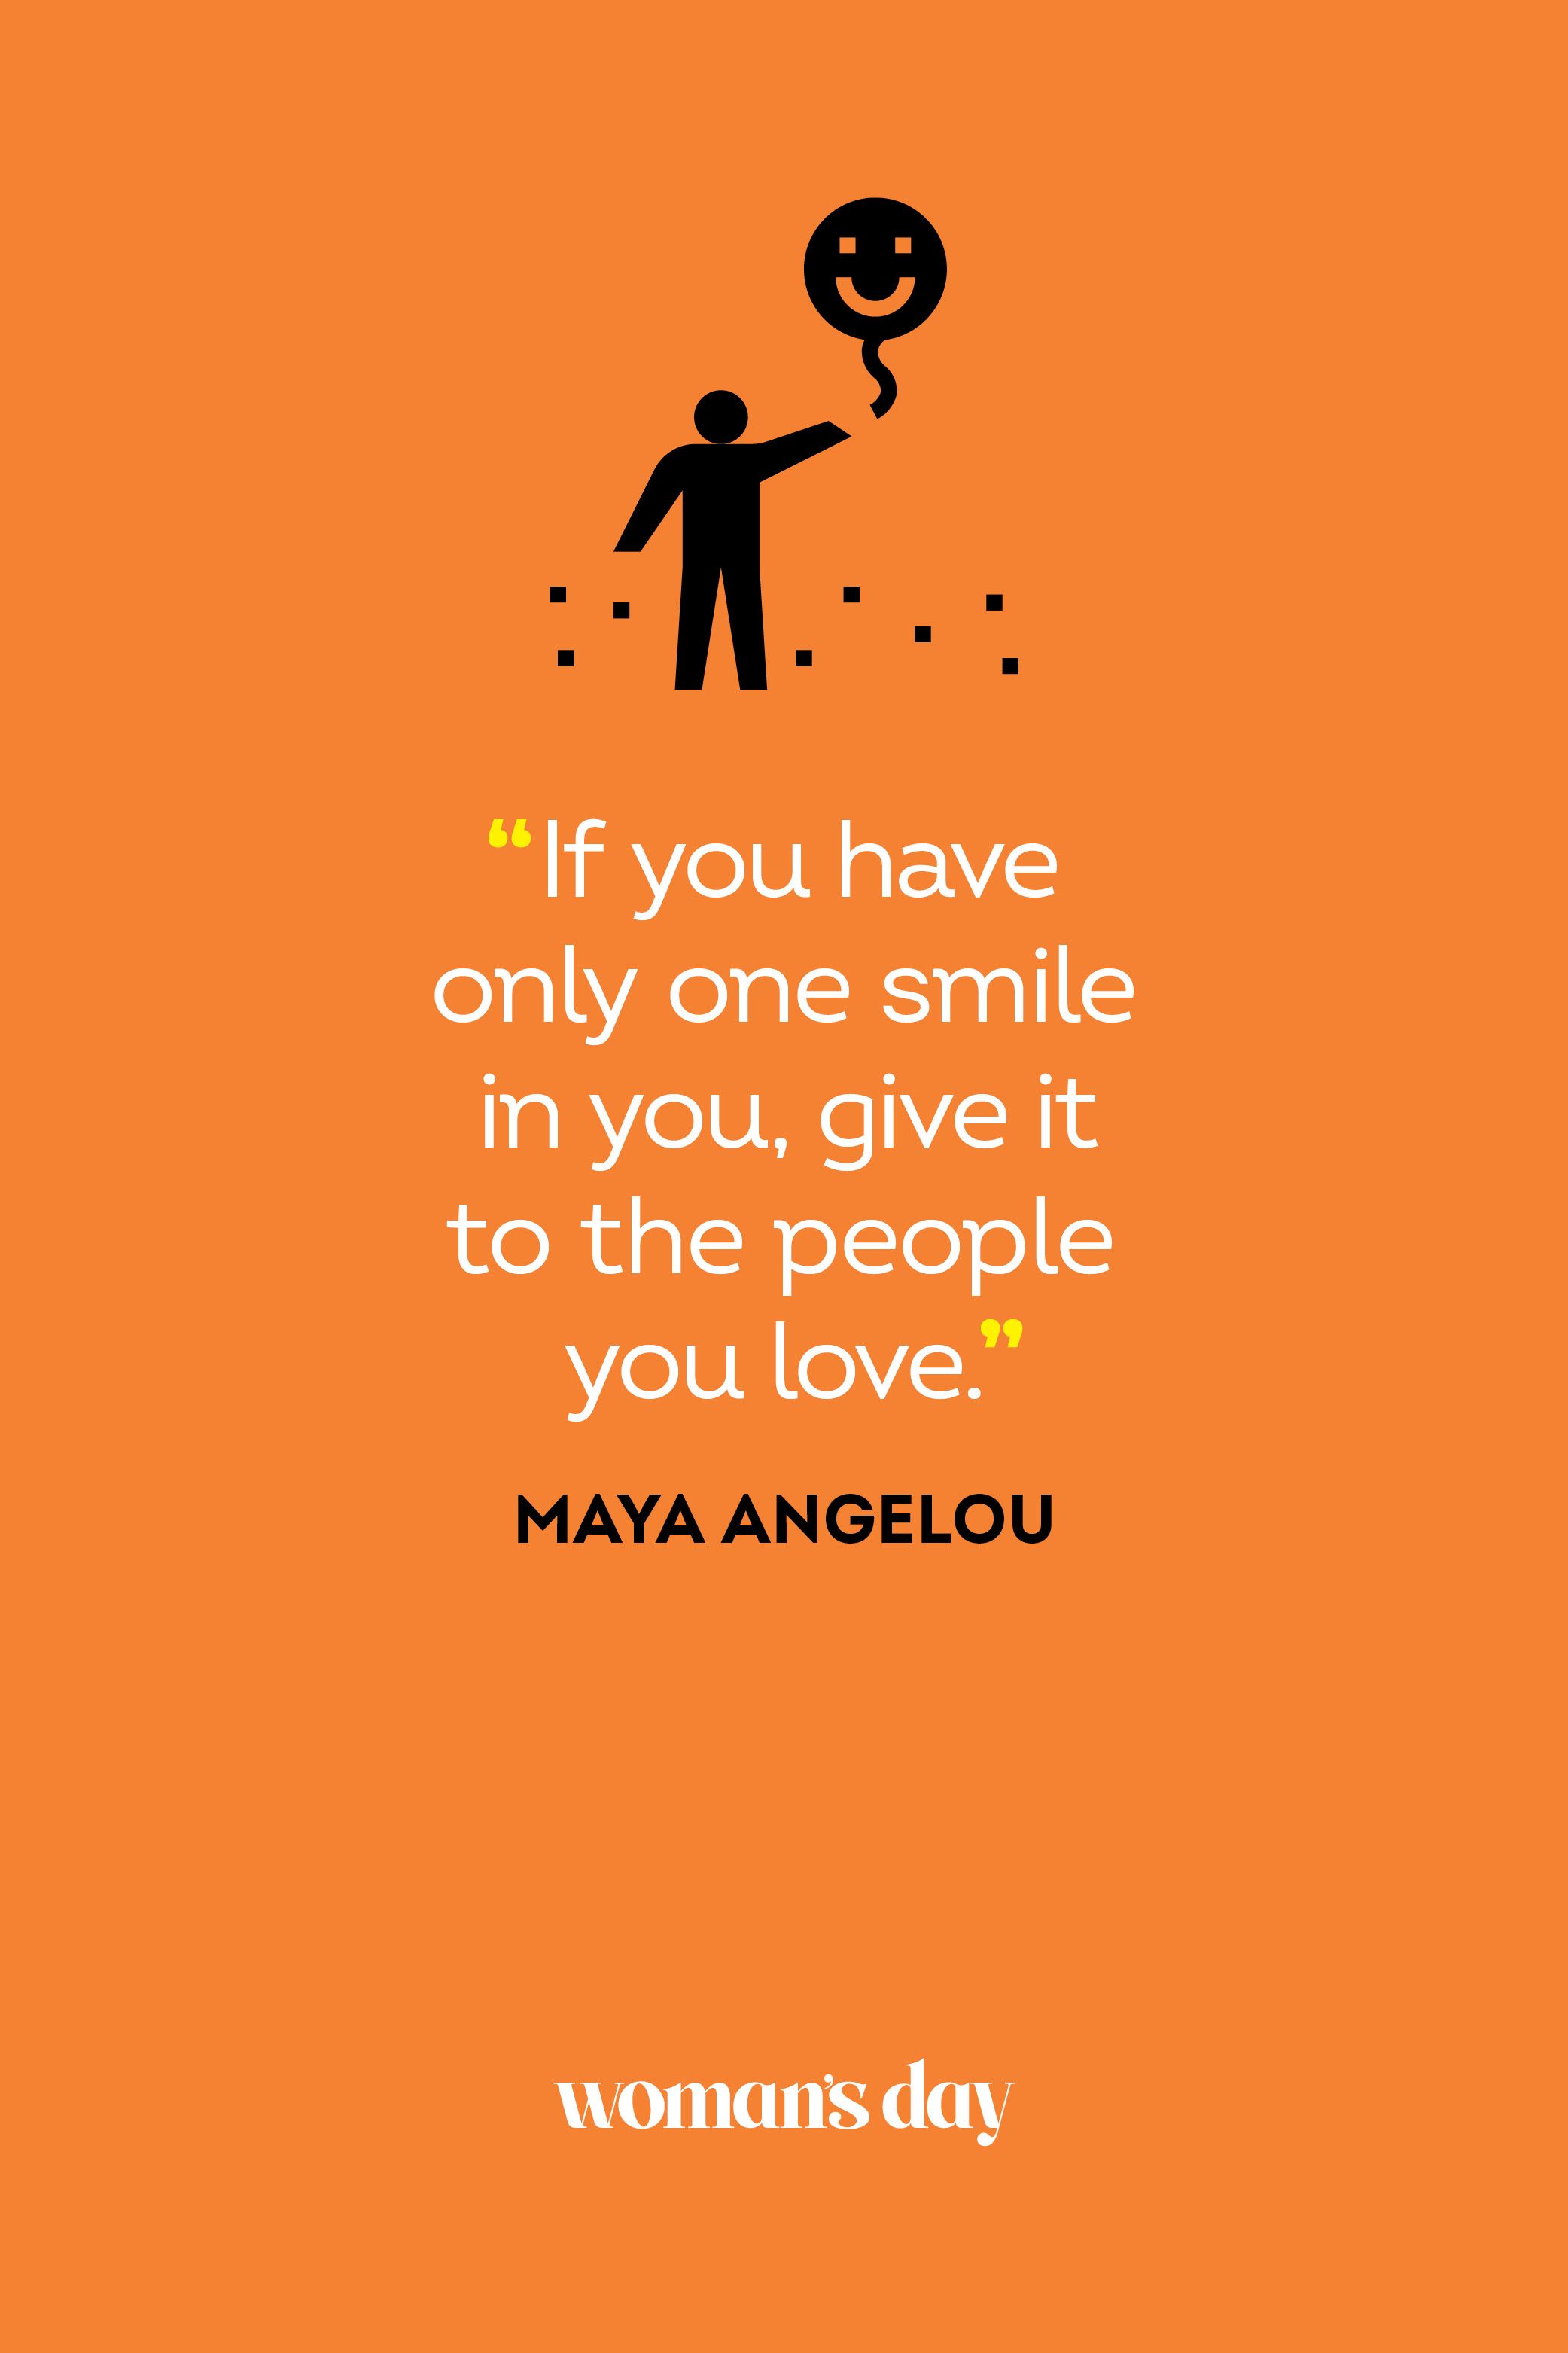 “If you have
only one smile
in you, give it
to the people
you love.”
MAYA ANGELOU
woman's day